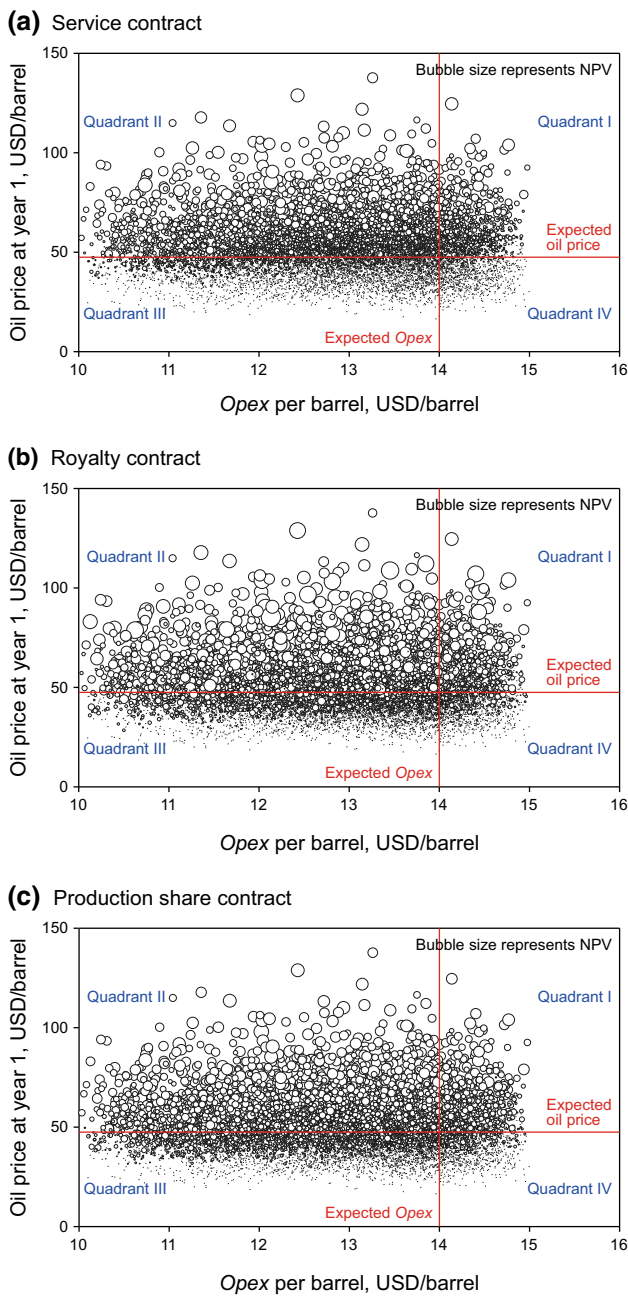 (a) Service contract
150
Bubble size represents NPV
Quadrant II
Quadrant I
100
Oil price at year 1, USD/barrel
Expected
oil price
50
Quadrant III
Expected Opex
Quadrant IV
0
10 11 12 13 14 15 16
Opex per barrel, USD/barrel
(b) Royalty contract
150
Bubble size represents NPV
Quadrant II
Quadrant I
100
Oil price at year 1, USD/barrel
Expected
oil price
50
Quadrant III
Quadrant IV
Expected Opex
0
10 11 12 13 14 15 16
Opex per barrel, USD/barrel
(c) Production share contract
150
Bubble size represents NPV
Quadrant II
Quadrant I
100
Oil price at year 1, USD/barrel
Expected
oil price
50
Quadrant III
Quadrant IV
Expected Opex
0
10 11 12 13 14 15 16
Opex per barrel, USD/barrel